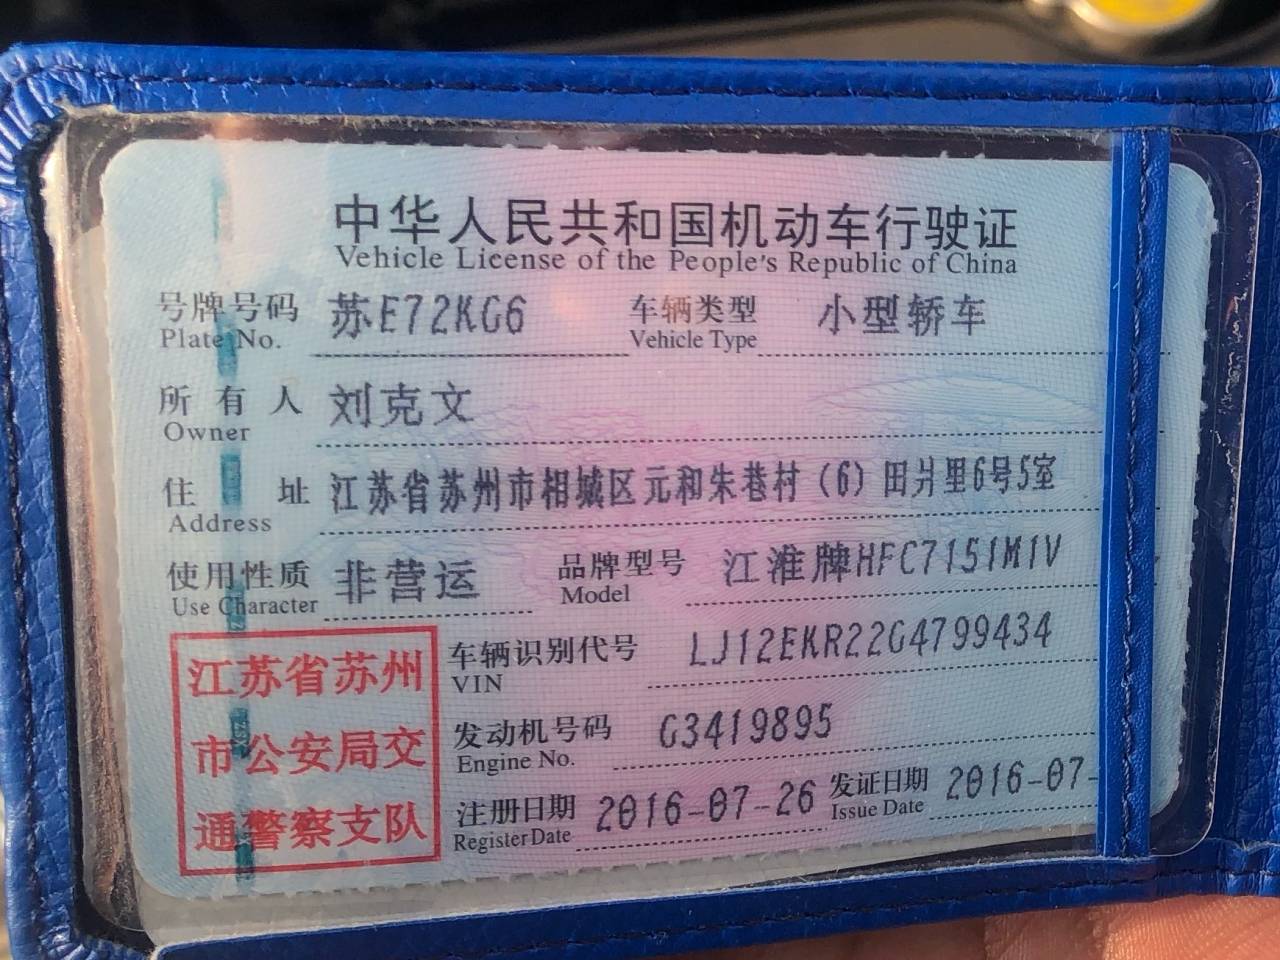 中华人民共和国机动车行驶证
Vehicle License of the People's Republic of China
号牌号码 苏E72KG6 车辆类型 小型轿车
Plate No. Vehicle Type
所有人 刘克文
Owner
住址 江苏省苏州市相城区元和朱巷村(6)田爿里6号5室
Address
使用性质 非营运 品牌型号 江淮牌HFC7151M1V
Use Character Model
江苏省苏州
市公安局交
通警察支队
车辆识别代号 LJ12EKR22G4799434
VIN
发动机号码 G3419895
Engine No.
注册日期 2016-07-26 发证日期 2016-07-
Register Date Issue Date